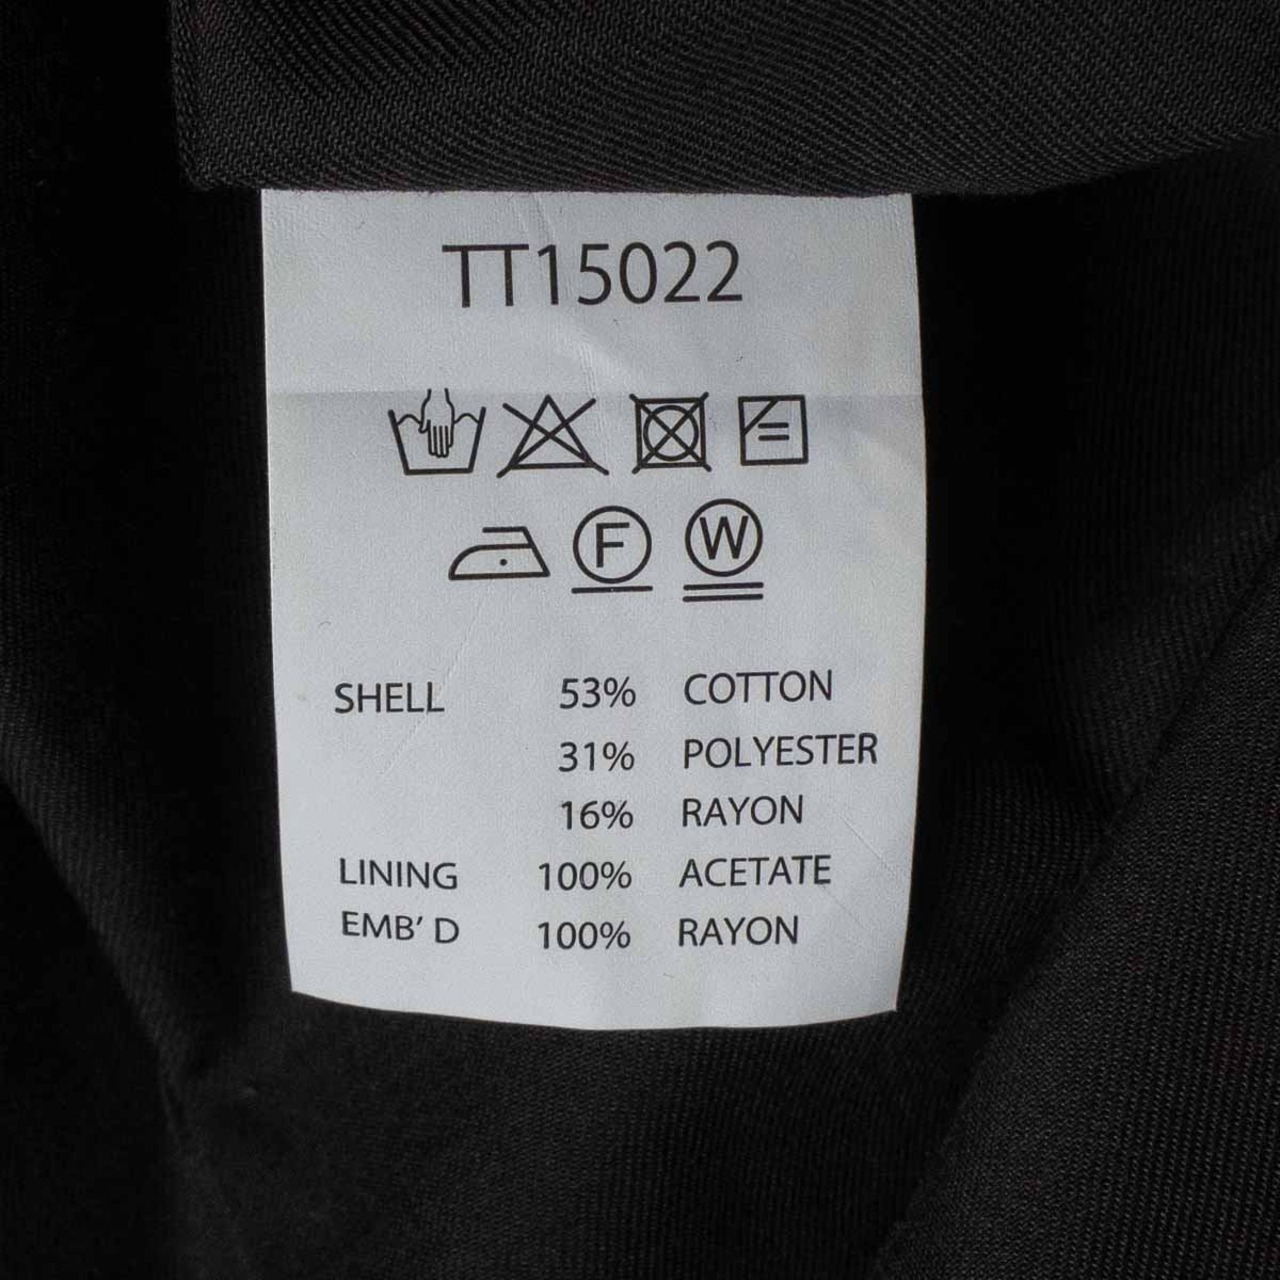 TT15022
F W
SHELL 53% COTTON
31% POLYESTER
16% RAYON
LINING 100% ACETATE
EMB' D 100% RAYON